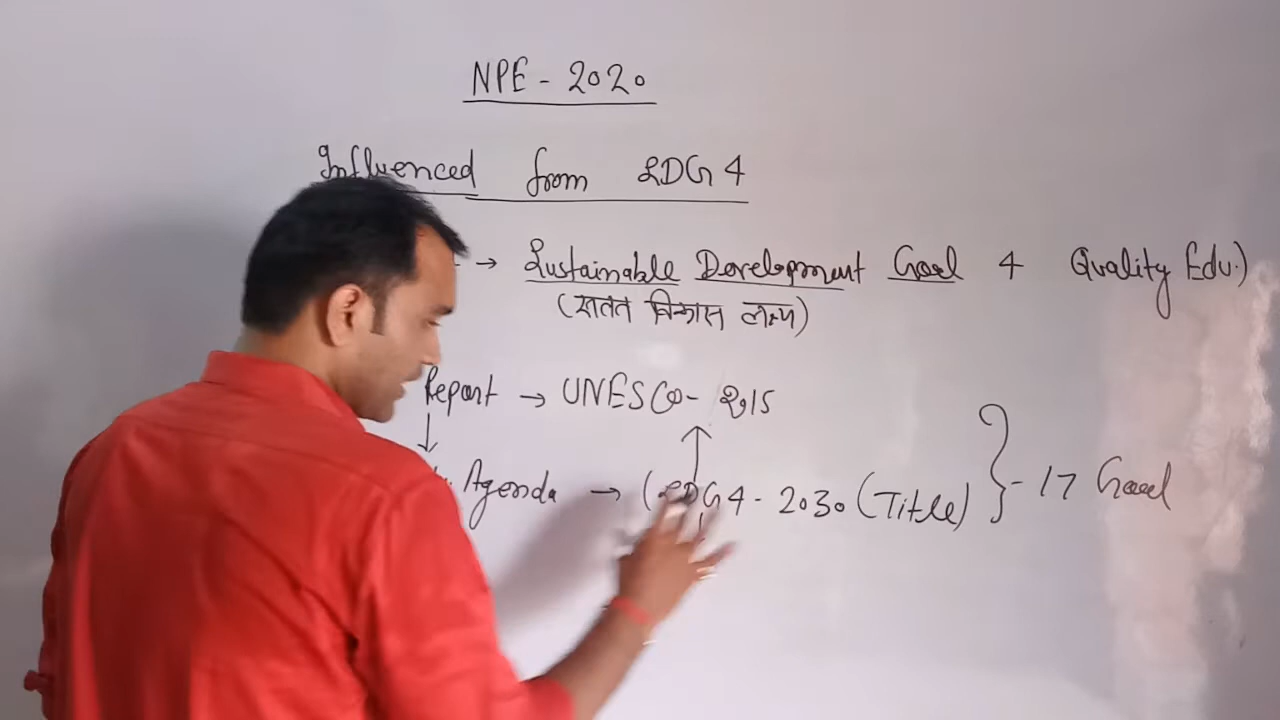 NPE - 2020
Influenced from SDG 4
→ Sustainable Development Goal 4 Quality Edu.)
(सतत विकास लक्ष्य)
Report → UNESCO - 2015
↓
Agenda → (SDG4 - 2030 (Title) } - 17 Goal